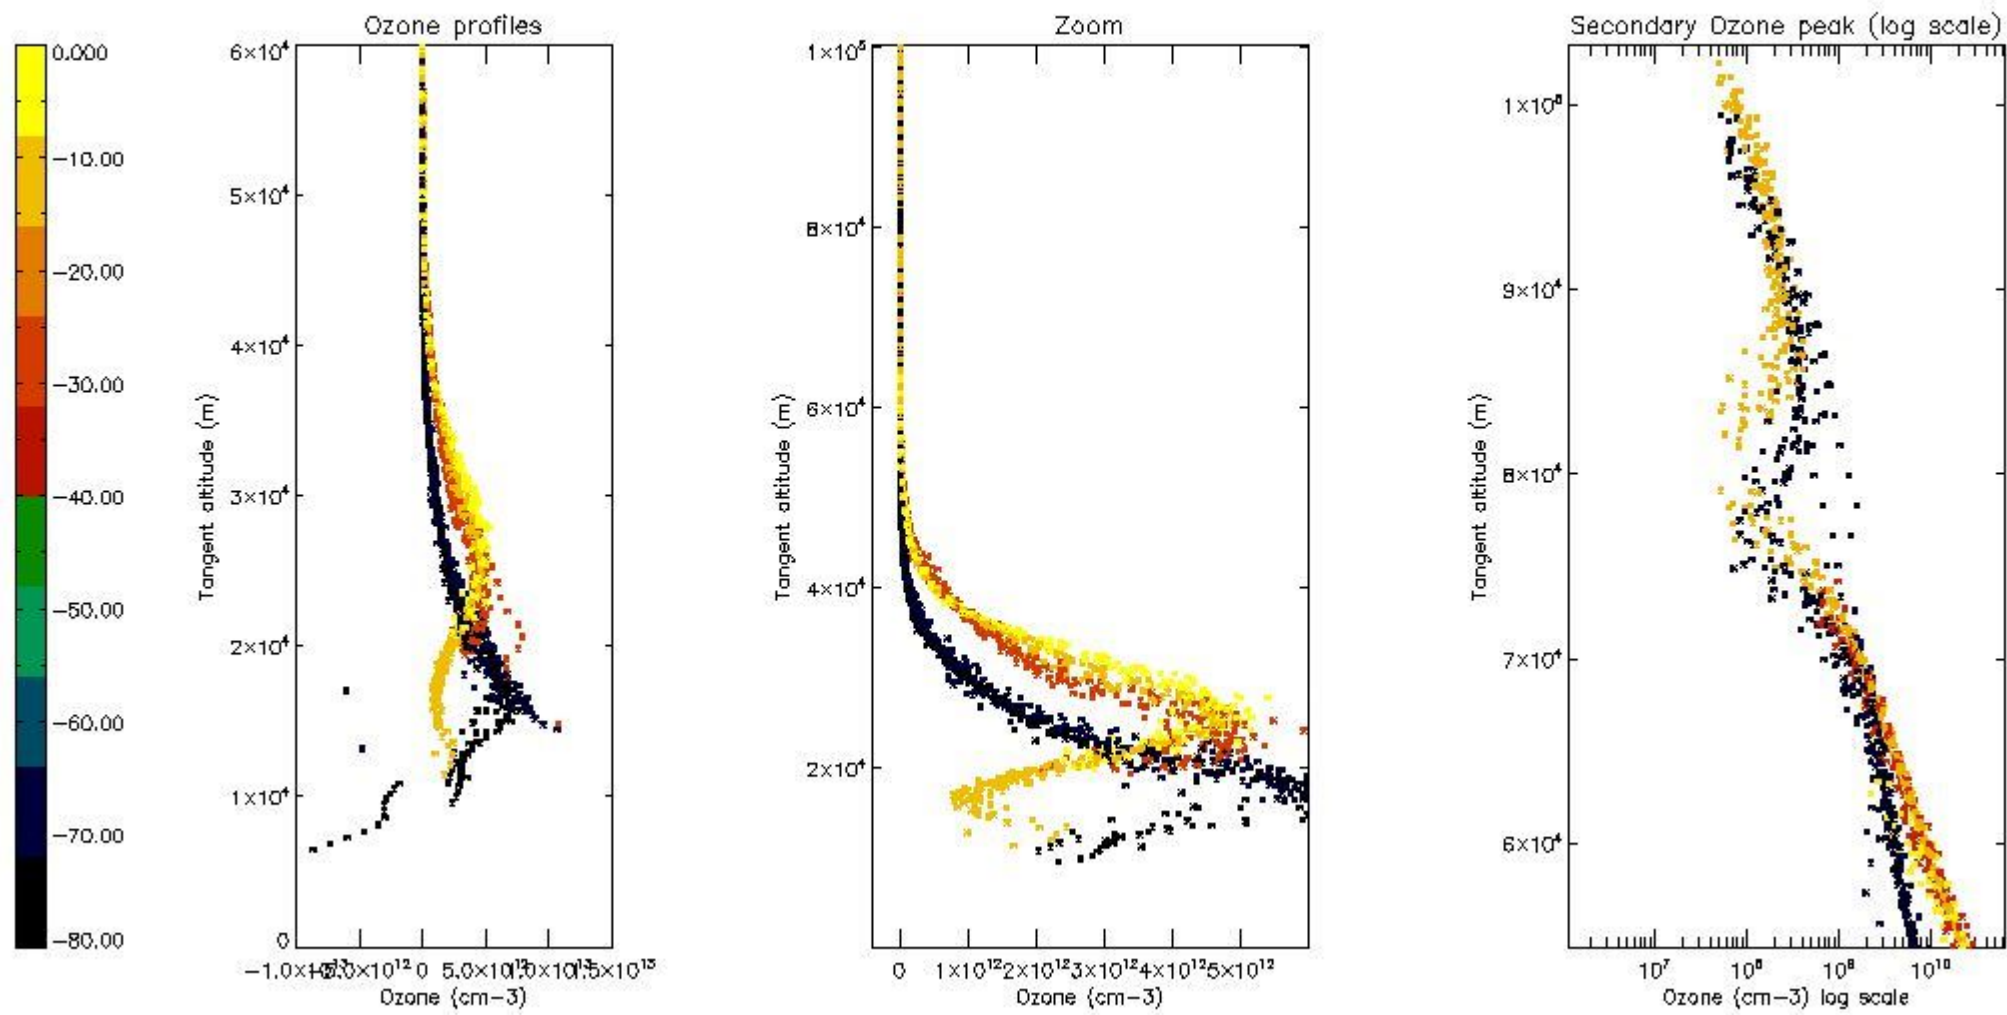 Ozone profiles
Zoom
Secondary Ozone peak (log scale)
0.000
-10.00
-20.00
-30.00
-40.00
-50.00
-60.00
-70.00
-80.00
6×10⁴
5×10⁴
4×10⁴
3×10⁴
2×10⁴
1×10⁴
0
Tangent altitude (m)
0
Ozone (cm-3)
1×10⁵
8×10⁴
6×10⁴
4×10⁴
2×10⁴
Tangent altitude (m)
0 1×10¹² 2×10¹² 3×10¹² 4×10¹² 5×10¹²
Ozone (cm-3)
9×10⁴
8×10⁴
7×10⁴
6×10⁴
Tangent altitude (m)
10⁷ 10⁸ 10⁹ 10¹⁰
Ozone (cm-3) log scale